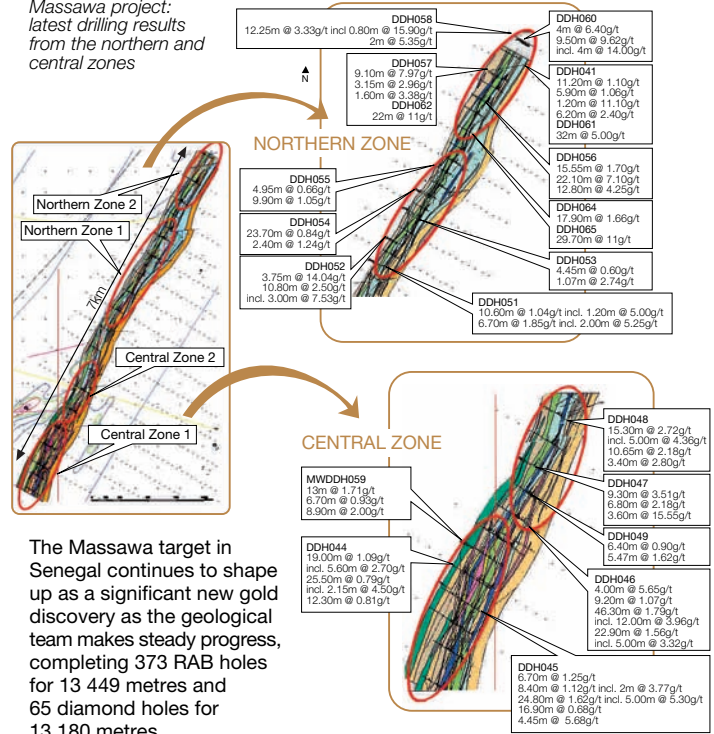 Massawa project:
latest drilling results
from the northern and
central zones
N
NORTHERN ZONE
DDH058
12.25m @ 3.33g/t incl 0.80m @ 15.90g/t
2m @ 5.35g/t
DDH057
9.10m @ 7.97g/t
3.15m @ 2.96g/t
1.60m @ 3.38g/t
DDH062
22m @ 11g/t
DDH055
4.95m @ 0.66g/t
9.90m @ 1.05g/t
DDH054
23.70m @ 0.84g/t
2.40m @ 1.24g/t
DDH052
3.75m @ 14.04g/t
10.80m @ 2.50g/t
incl. 3.00m @ 7.53g/t
DDH060
4m @ 6.40g/t
9.50m @ 9.62g/t
incl. 4m @ 14.00g/t
DDH041
11.20m @ 1.10g/t
5.90m @ 1.06g/t
1.20m @ 11.10g/t
6.20m @ 2.40g/t
DDH061
32m @ 5.00g/t
DDH056
15.55m @ 1.70g/t
22.10m @ 7.10g/t
12.80m @ 4.25g/t
DDH064
17.90m @ 1.66g/t
DDH065
29.70m @ 11g/t
DDH053
4.45m @ 0.60g/t
1.07m @ 2.74g/t
DDH051
10.60m @ 1.04g/t incl. 1.20m @ 5.00g/t
6.70m @ 1.85g/t incl. 2.00m @ 5.25g/t
Northern Zone 2
Northern Zone 1
7km
Central Zone 2
Central Zone 1
CENTRAL ZONE
MWDDH059
13m @ 1.71g/t
6.70m @ 0.93g/t
8.90m @ 2.00g/t
DDH044
19.00m @ 1.09g/t
incl. 5.60m @ 2.70g/t
25.50m @ 0.79g/t
incl. 2.15m @ 4.50g/t
12.30m @ 0.81g/t
DDH048
15.30m @ 2.72g/t
incl. 5.00m @ 4.36g/t
10.65m @ 2.18g/t
3.40m @ 2.80g/t
DDH047
9.30m @ 3.51g/t
6.80m @ 2.18g/t
3.60m @ 15.55g/t
DDH049
6.40m @ 0.90g/t
5.47m @ 1.62g/t
DDH046
4.00m @ 5.65g/t
9.20m @ 1.07g/t
46.30m @ 1.79g/t
incl. 12.00m @ 3.96g/t
22.90m @ 1.56g/t
incl. 5.00m @ 3.32g/t
DDH045
6.70m @ 1.25g/t
8.40m @ 1.12g/t incl. 2m @ 3.77g/t
24.80m @ 1.62g/t incl. 5.00m @ 5.30g/t
16.90m @ 0.68g/t
4.45m @ 5.68g/t
The Massawa target in
Senegal continues to shape
up as a significant new gold
discovery as the geological
team makes steady progress,
completing 373 RAB holes
for 13 449 metres and
65 diamond holes for
13 180 metres